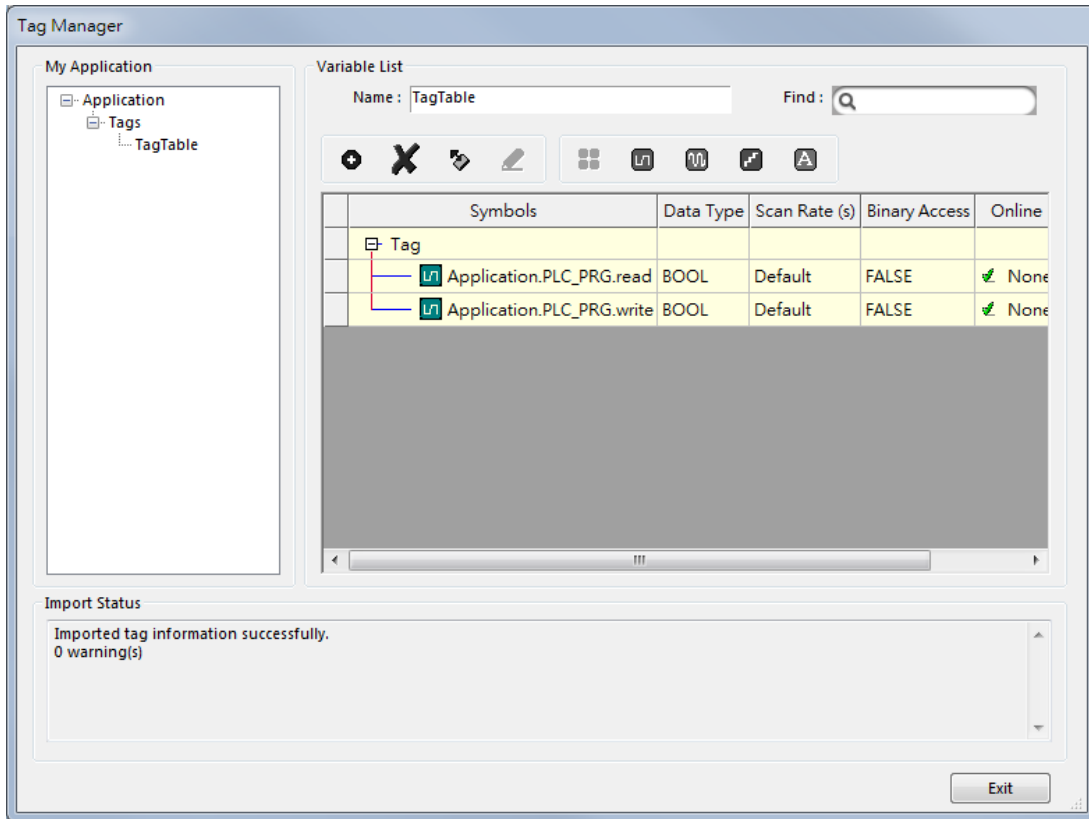 Tag Manager
My Application
Application
Tags
TagTable
Variable List
Name : TagTable Find :
A
Symbols Data Type Scan Rate (s) Binary Access Online
Tag
Application.PLC_PRG.read BOOL Default FALSE None
Application.PLC_PRG.write BOOL Default FALSE None
Import Status
Imported tag information successfully.
0 warning(s)
Exit